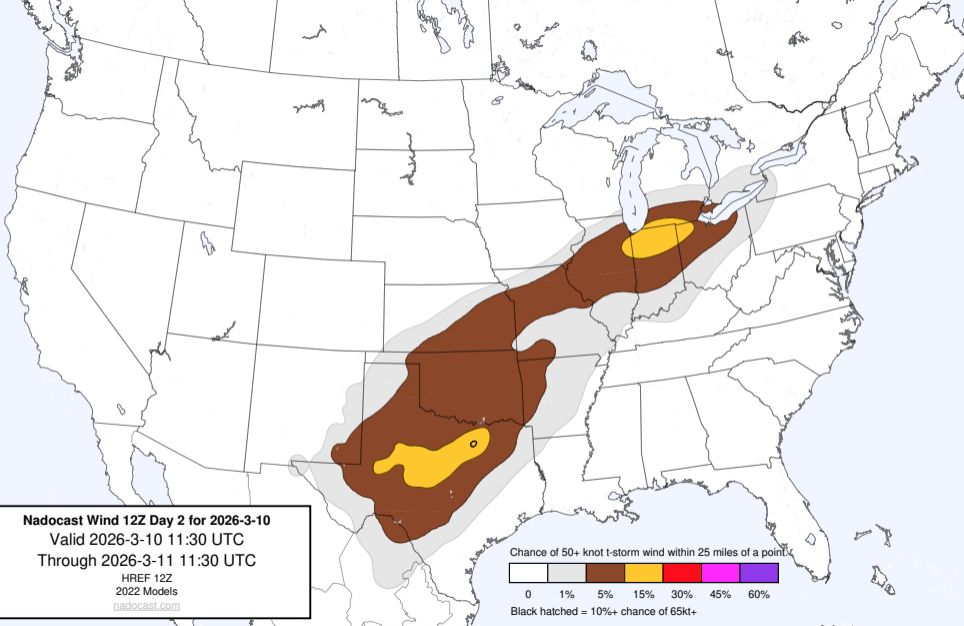 Nadocast Wind 12Z Day 2 for 2026-3-10
Valid 2026-3-10 11:30 UTC
Through 2026-3-11 11:30 UTC
HREF 12Z
2022 Models
nadocast.com
Chance of 50+ knot t-storm wind within 25 miles of a point.
0 1% 5% 15% 30% 45% 60%
Black hatched = 10%+ chance of 65kt+